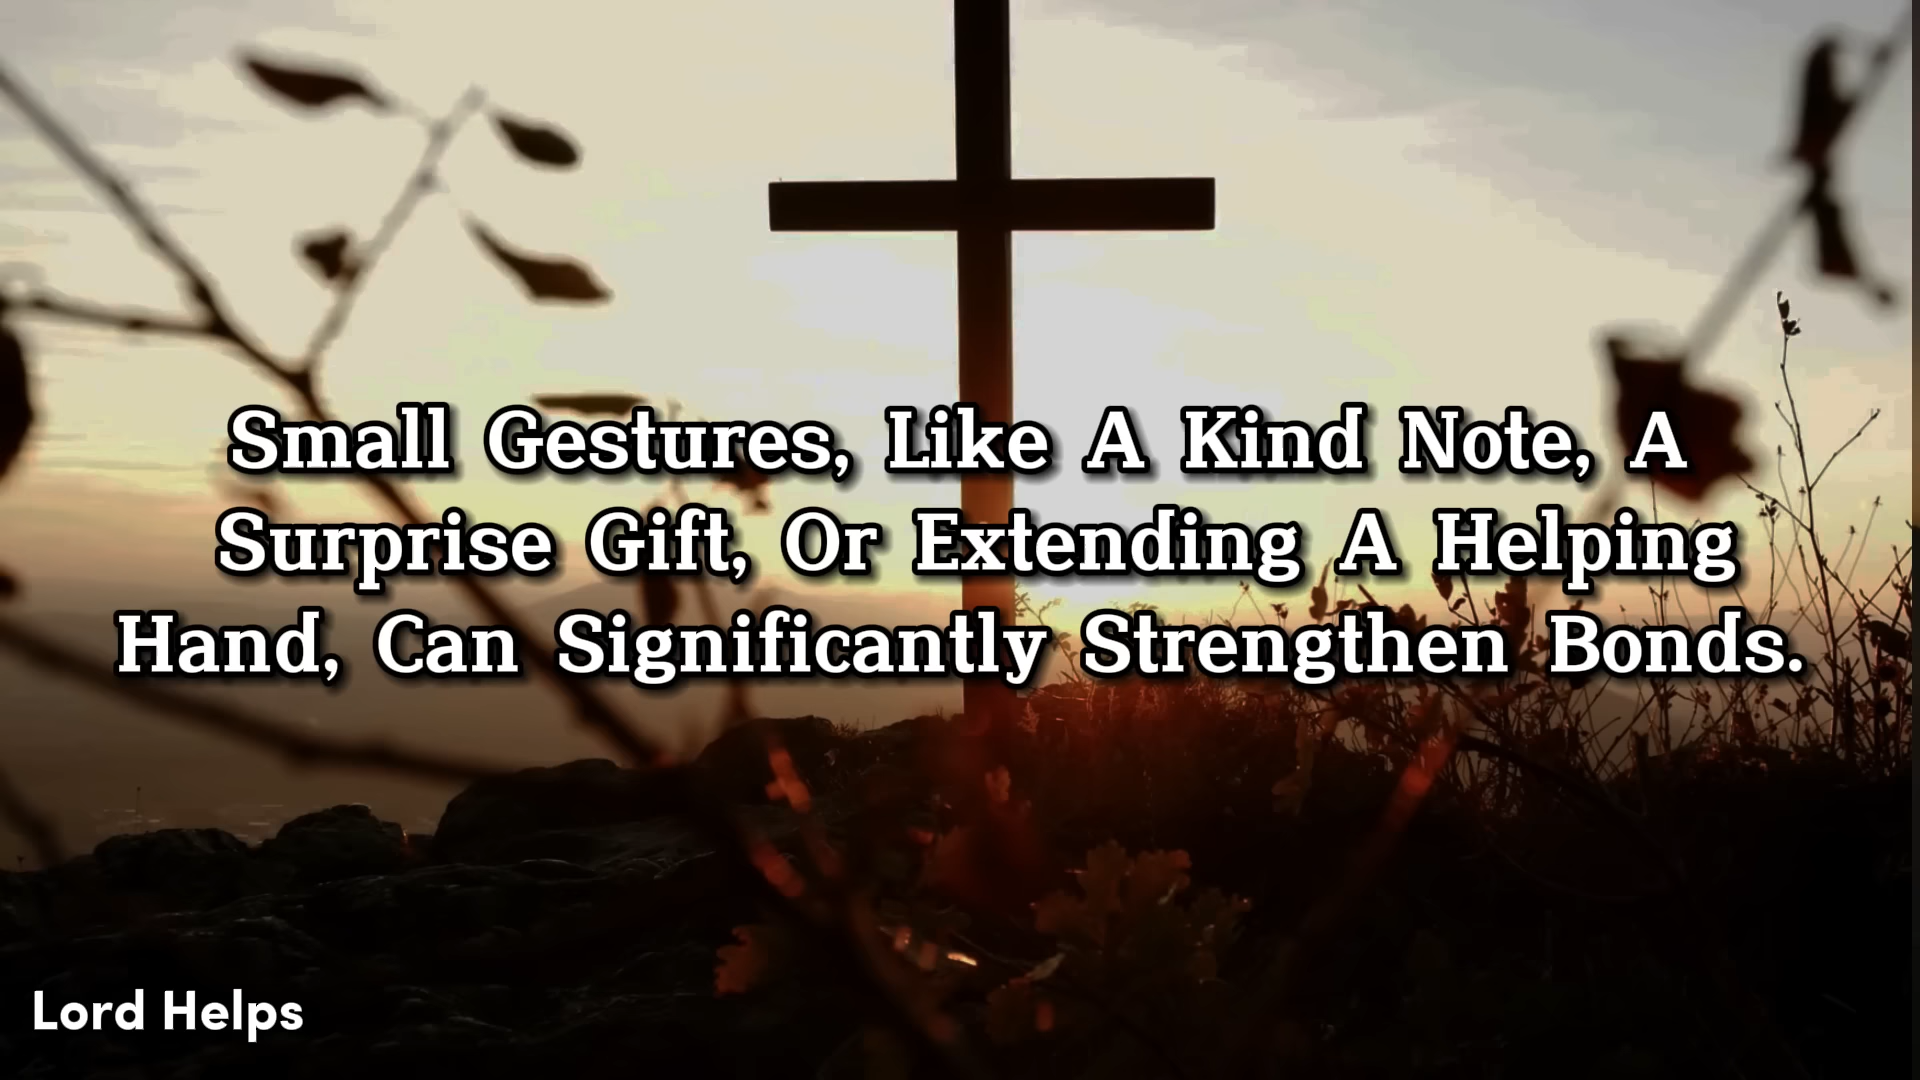 Small Gestures, Like A Kind Note, A
Surprise Gift, Or Extending A Helping
Hand, Can Significantly Strengthen Bonds.
Lord Helps